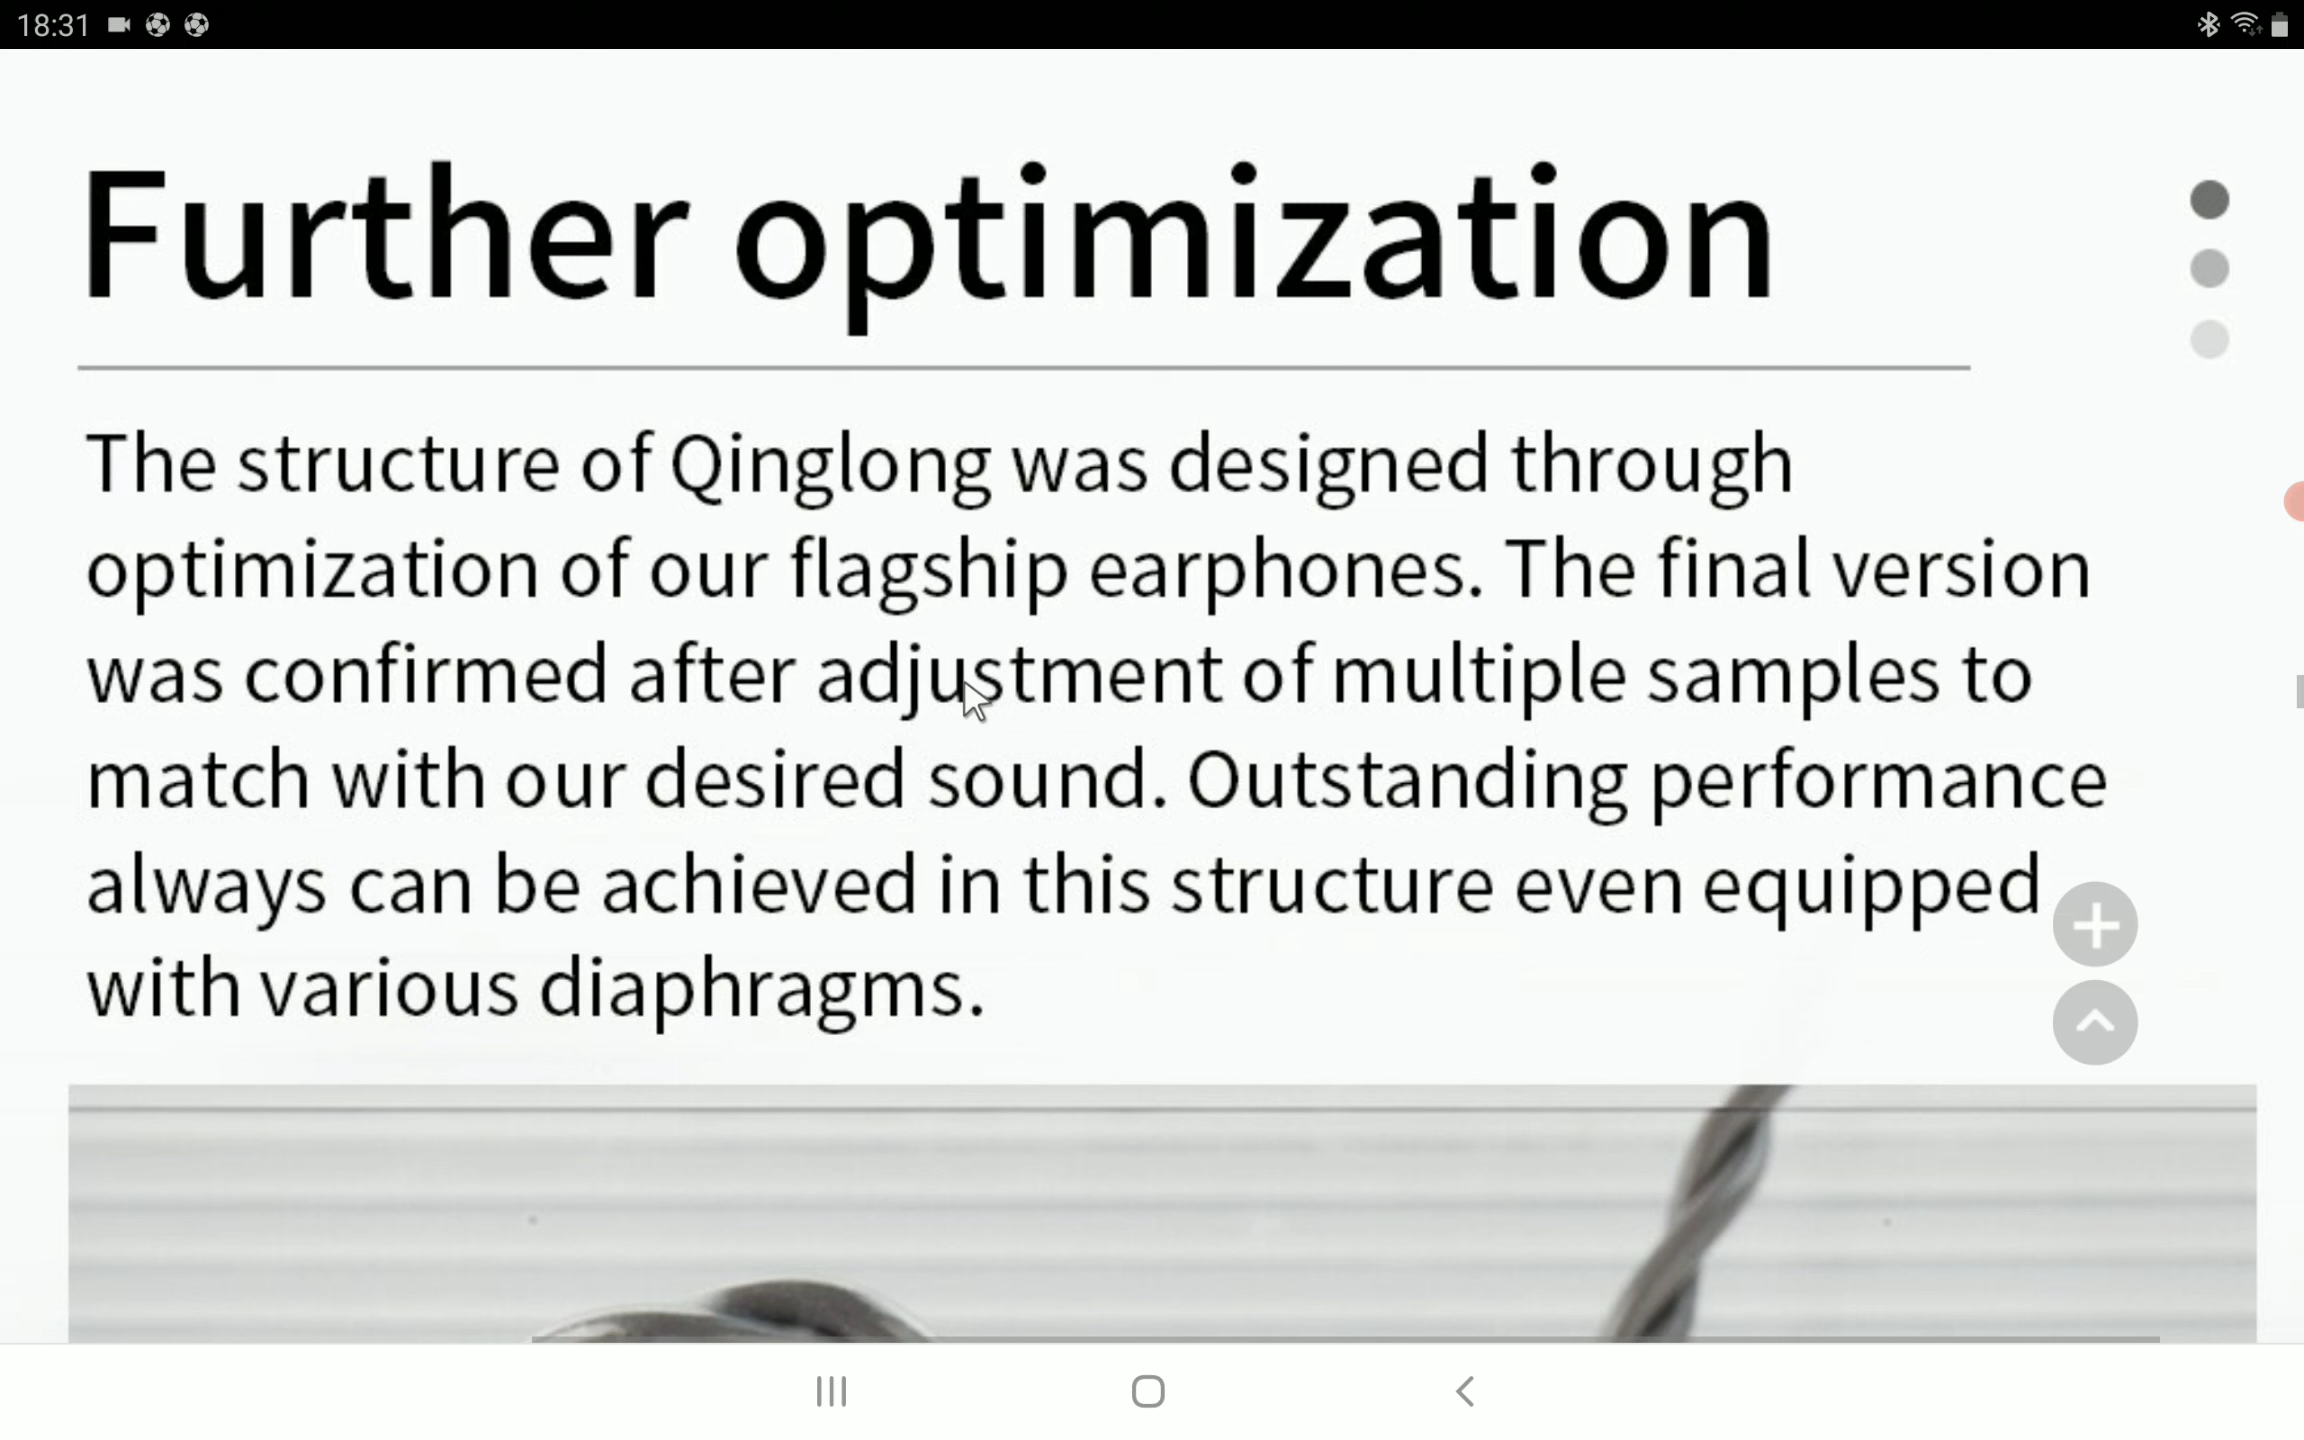 18:31
Further optimization
The structure of Qinglong was designed through
optimization of our flagship earphones. The final version
was confirmed after adjustment of multiple samples to
match with our desired sound. Outstanding performance
always can be achieved in this structure even equipped
with various diaphragms.